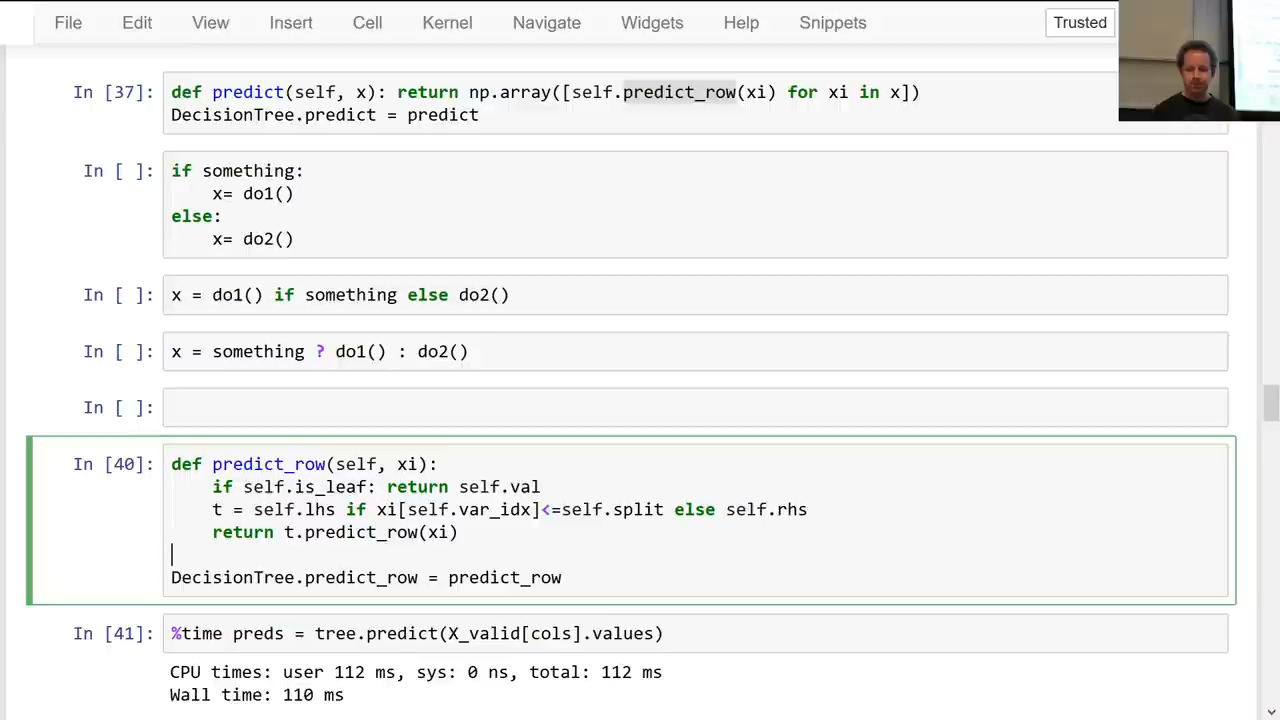 File Edit View Insert Cell Kernel Navigate Widgets Help Snippets Trusted
In [37]: def predict(self, x): return np.array([self.predict_row(xi) for xi in x])
DecisionTree.predict = predict
In [ ]: if something:
x= do1()
else:
x= do2()
In [ ]: x = do1() if something else do2()
In [ ]: x = something ? do1() : do2()
In [ ]:
In [40]: def predict_row(self, xi):
if self.is_leaf: return self.val
t = self.lhs if xi[self.var_idx]<=self.split else self.rhs
return t.predict_row(xi)
DecisionTree.predict_row = predict_row
In [41]: %time preds = tree.predict(X_valid[cols].values)
CPU times: user 112 ms, sys: 0 ns, total: 112 ms
Wall time: 110 ms